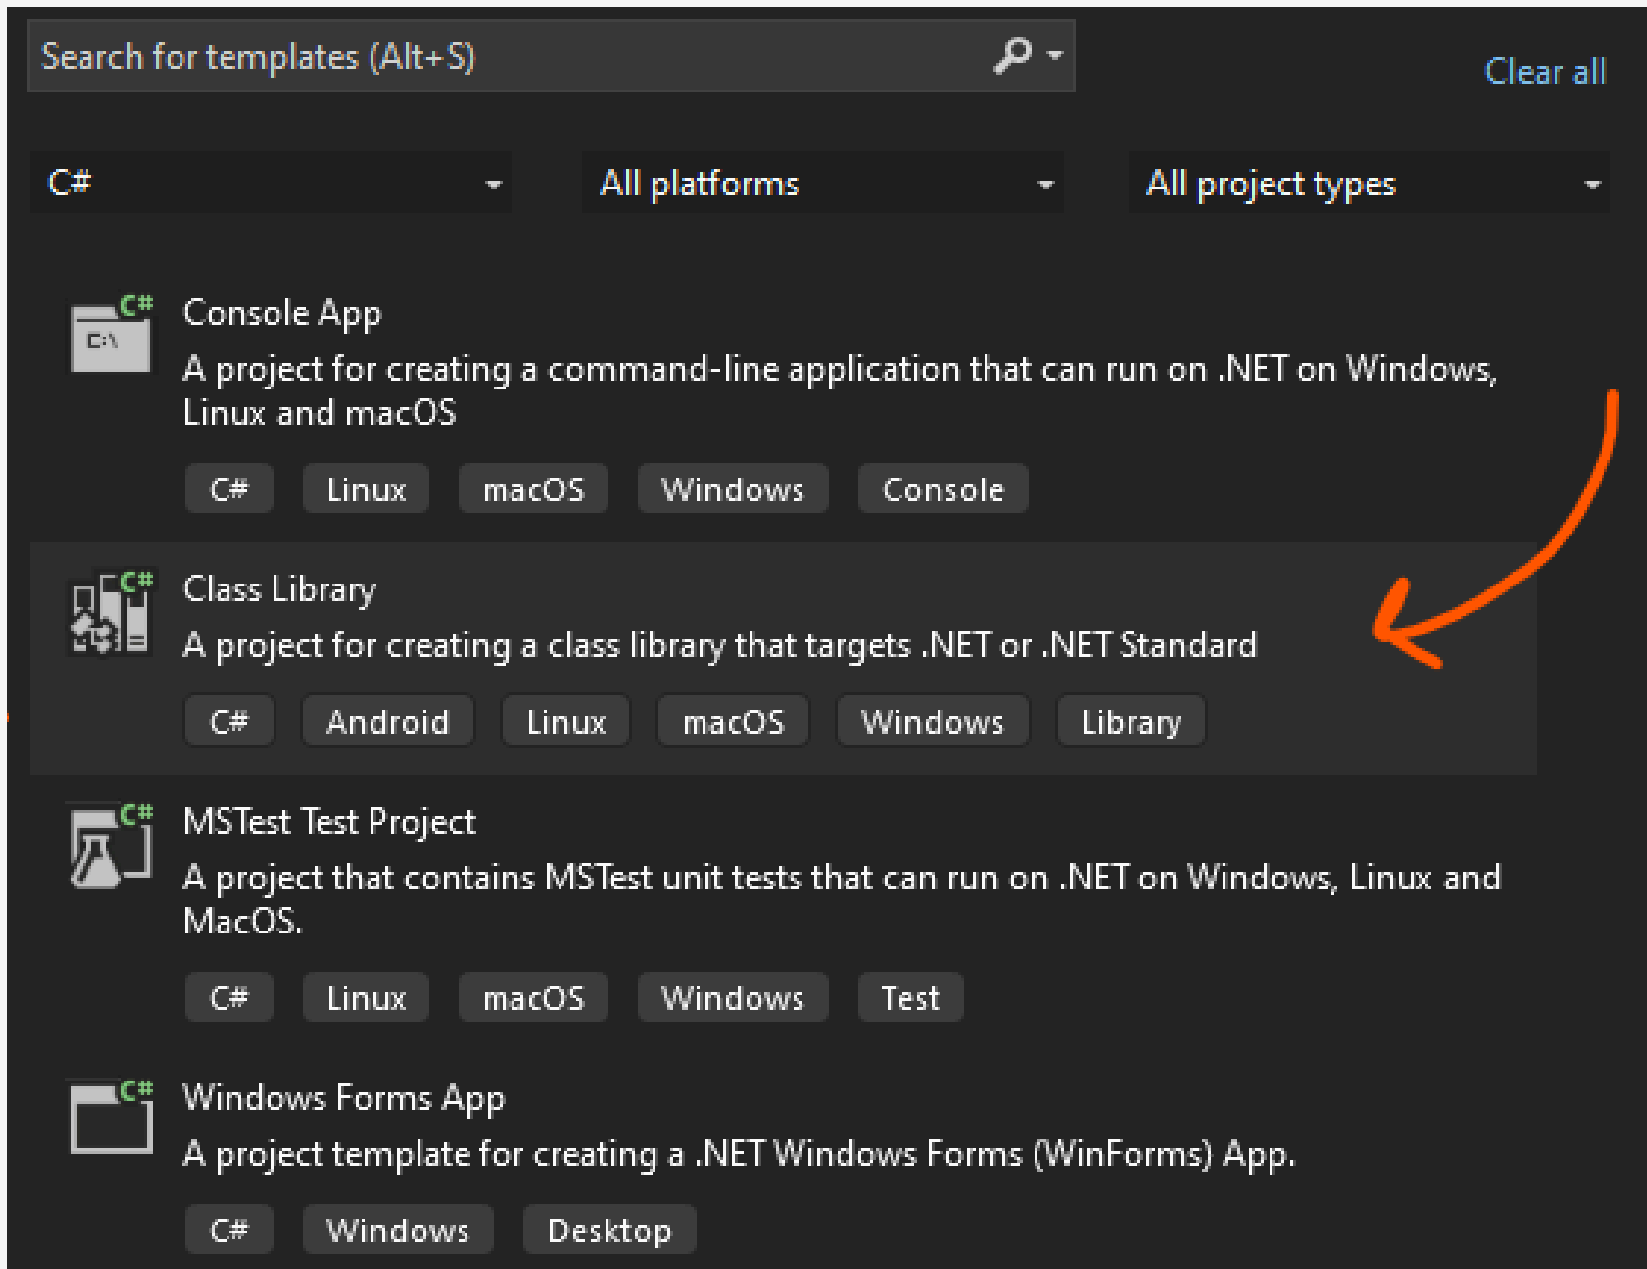 Search for templates (Alt+S)
Clear all
C#
All platforms
All project types
C#
C:\
Console App
A project for creating a command-line application that can run on .NET on Windows,
Linux and macOS
C# Linux macOS Windows Console
C#
Class Library
A project for creating a class library that targets .NET or .NET Standard
C# Android Linux macOS Windows Library
C#
MSTest Test Project
A project that contains MSTest unit tests that can run on .NET on Windows, Linux and
MacOS.
C# Linux macOS Windows Test
C#
Windows Forms App
A project template for creating a .NET Windows Forms (WinForms) App.
C# Windows Desktop